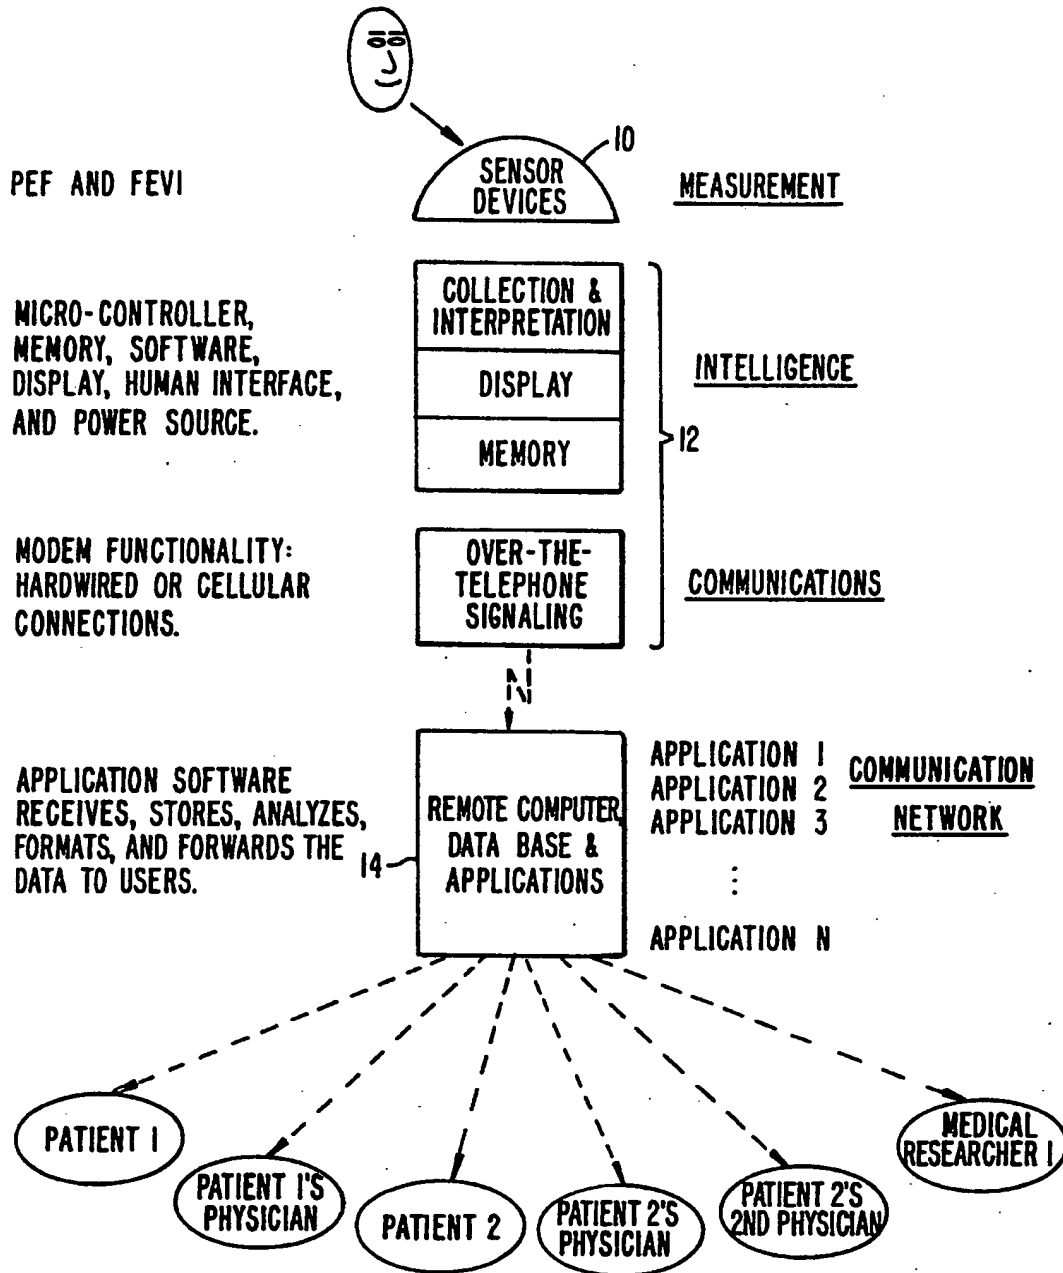 10
PEF AND FEVI
SENSOR
DEVICES
MEASUREMENT
MICRO-CONTROLLER,
MEMORY, SOFTWARE,
DISPLAY, HUMAN INTERFACE,
AND POWER SOURCE.
COLLECTION &
INTERPRETATION
DISPLAY
MEMORY
INTELLIGENCE
12
MODEM FUNCTIONALITY:
HARDWIRED OR CELLULAR
CONNECTIONS.
OVER-THE-
TELEPHONE
SIGNALING
COMMUNICATIONS
APPLICATION SOFTWARE
RECEIVES, STORES, ANALYZES,
FORMATS, AND FORWARDS THE
DATA TO USERS.
14
REMOTE COMPUTER,
DATA BASE &
APPLICATIONS
APPLICATION 1
APPLICATION 2
APPLICATION 3
⋮
APPLICATION N
COMMUNICATION
NETWORK
PATIENT 1
PATIENT 1'S
PHYSICIAN
PATIENT 2
PATIENT 2'S
PHYSICIAN
PATIENT 2'S
2ND PHYSICIAN
MEDICAL
RESEARCHER 1